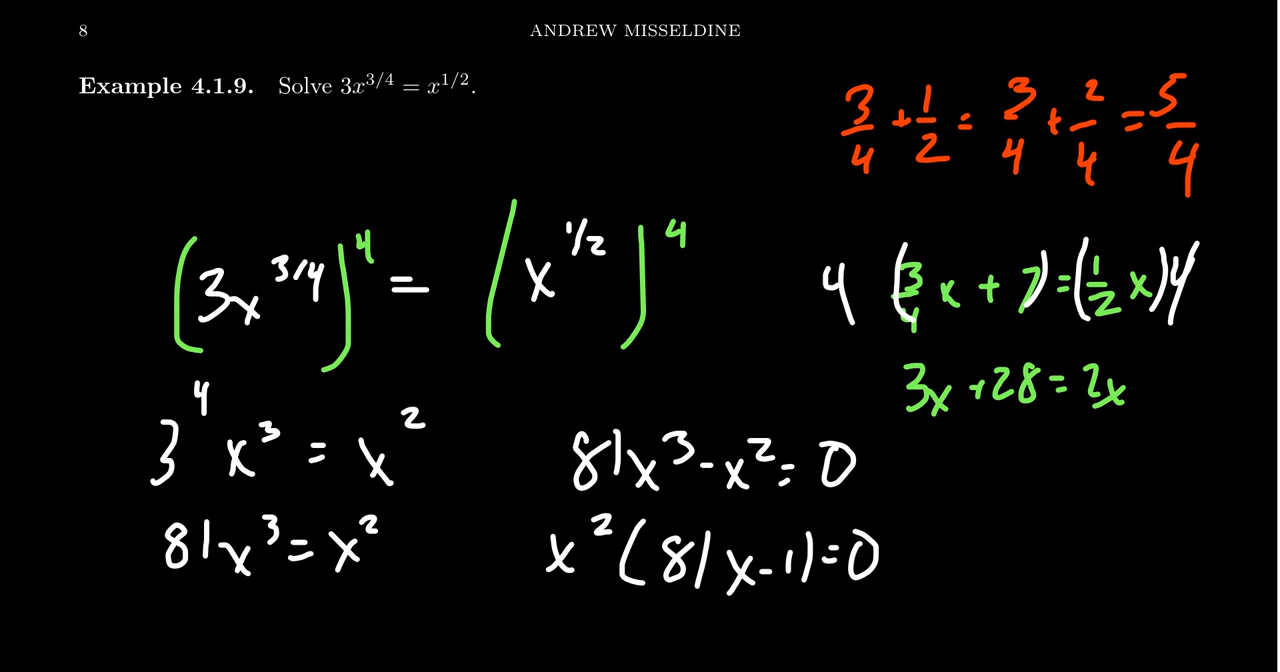 8 ANDREW MISSELDINE
Example 4.1.9. Solve 3x^{3/4} = x^{1/2}.
3/4 + 1/2 = 3/4 + 2/4 = 5/4
(3x^{3/4})^4 = (x^{1/2})^4
4 (3/4 x + 7) = (1/2 x) 4
3x + 28 = 2x
3^4 x^3 = x^2
81x^3 - x^2 = 0
81x^3 = x^2
x^2 (81x - 1) = 0